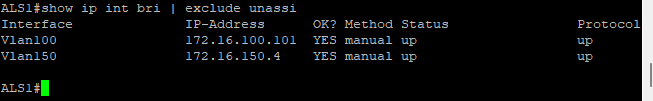 ALS1#show ip int bri | exclude unassi
Interface              IP-Address      OK? Method Status                Protocol
Vlan100                172.16.100.101  YES manual up                    up
Vlan150                172.16.150.4    YES manual up                    up
ALS1#